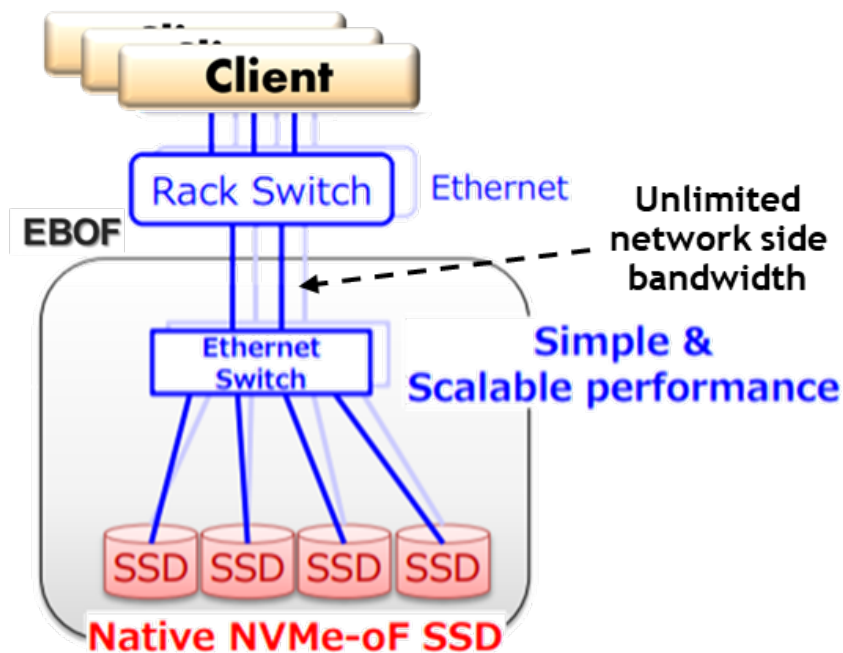 Client
Rack Switch
Ethernet
EBOF
Unlimited
network side
bandwidth
Ethernet
Switch
Simple &
Scalable performance
SSD SSD SSD SSD
Native NVMe-oF SSD